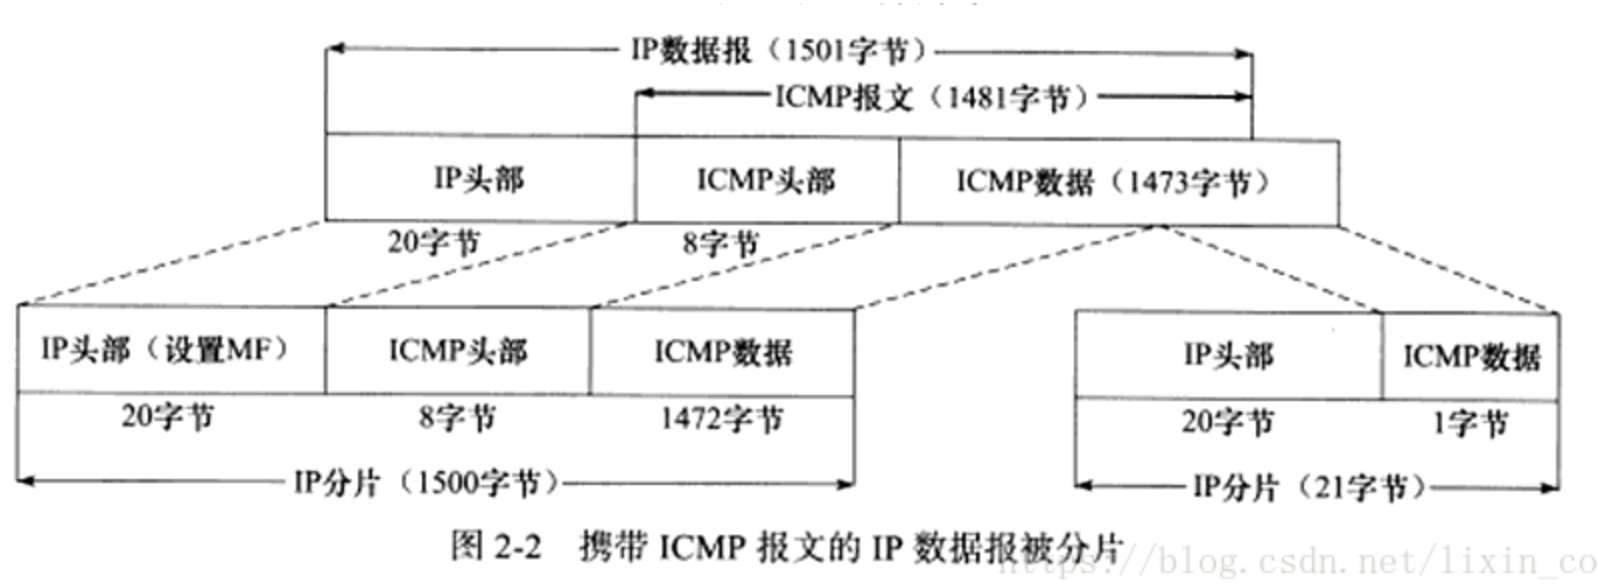 IP数据报（1501字节）
ICMP报文（1481字节）
IP头部 ICMP头部 ICMP数据（1473字节）
20字节 8字节
IP头部（设置MF） ICMP头部 ICMP数据 IP头部 ICMP数据
20字节 8字节 1472字节 20字节 1字节
IP分片（1500字节） IP分片（21字节）
图 2-2 携带 ICMP 报文的 IP 数据报被分片
https://blog.csdn.net/lixin_co